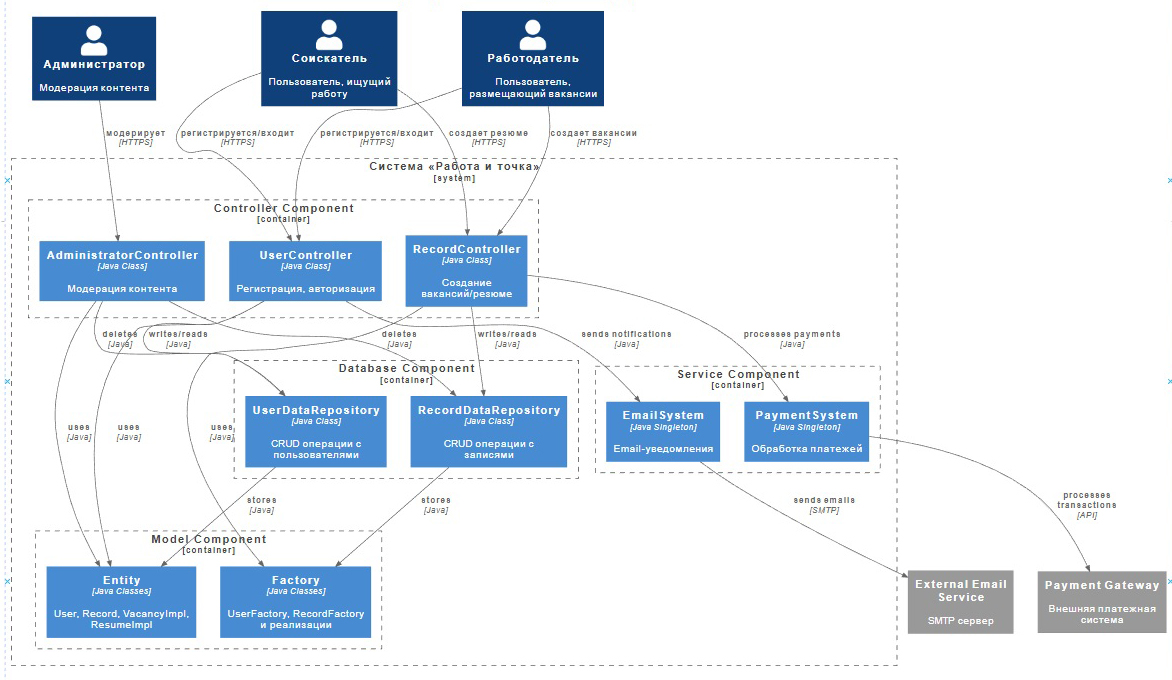 Администратор
Модерация контента
Соискатель
Пользователь, ищущий
работу
Работодатель
Пользователь,
размещающий вакансии
модерирует
[HTTPS]
регистрируется/входит
[HTTPS]
регистрируется/входит
[HTTPS]
создает резюме
[HTTPS]
создает вакансии
[HTTPS]
Система «Работа и точка»
[system]
Controller Component
[container]
AdministratorController
[Java Class]
Модерация контента
UserController
[Java Class]
Регистрация, авторизация
RecordController
[Java Class]
Создание
вакансий/резюме
deletes
[Java]
writes/reads
[Java]
deletes
[Java]
writes/reads
[Java]
sends notifications
[Java]
processes payments
[Java]
Database Component
[container]
UserDataRepository
[Java Class]
CRUD операции с
пользователями
RecordDataRepository
[Java Class]
CRUD операции с
записями
Service Component
[container]
EmailSystem
[Java Singleton]
Email-уведомления
PaymentSystem
[Java Singleton]
Обработка платежей
uses
[Java]
uses
[Java]
uses
[Java]
stores
[Java]
stores
[Java]
sends emails
[SMTP]
processes
transactions
[API]
Model Component
[container]
Entity
[Java Classes]
User, Record, VacancyImpl,
ResumeImpl
Factory
[Java Classes]
UserFactory, RecordFactory
и реализации
External Email
Service
SMTP сервер
Payment Gateway
Внешняя платежная
система